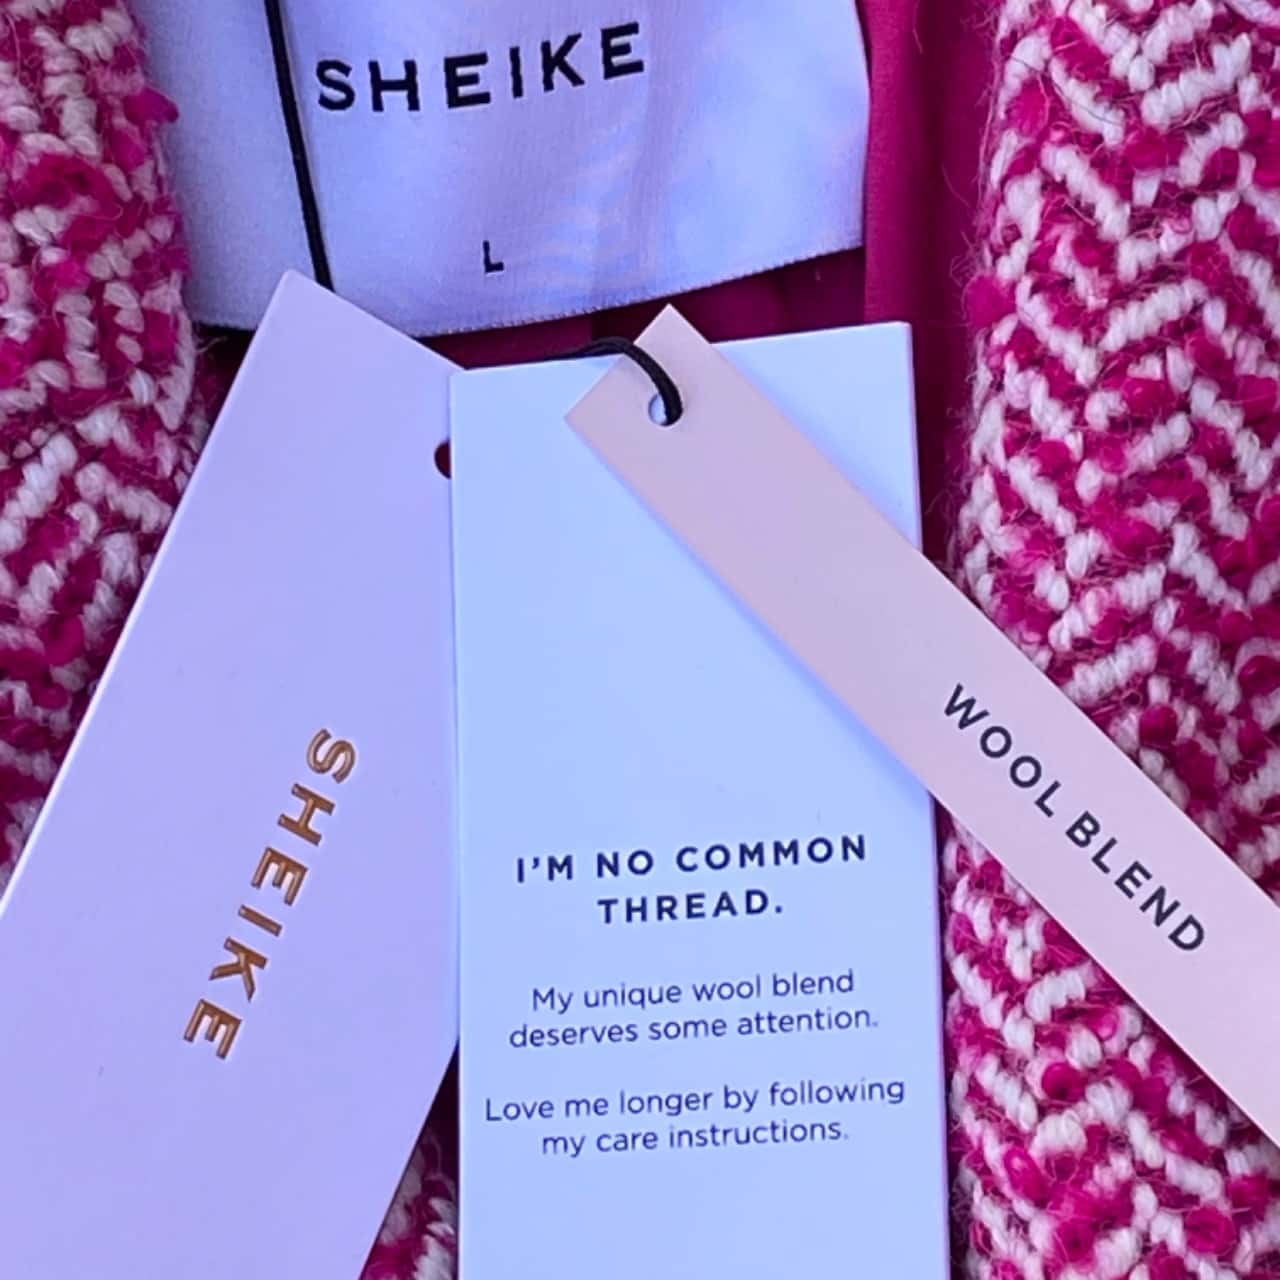 SHEIKE
L
SHEIKE
I'M NO COMMON
THREAD.
My unique wool blend
deserves some attention.
Love me longer by following
my care instructions.
WOOL BLEND